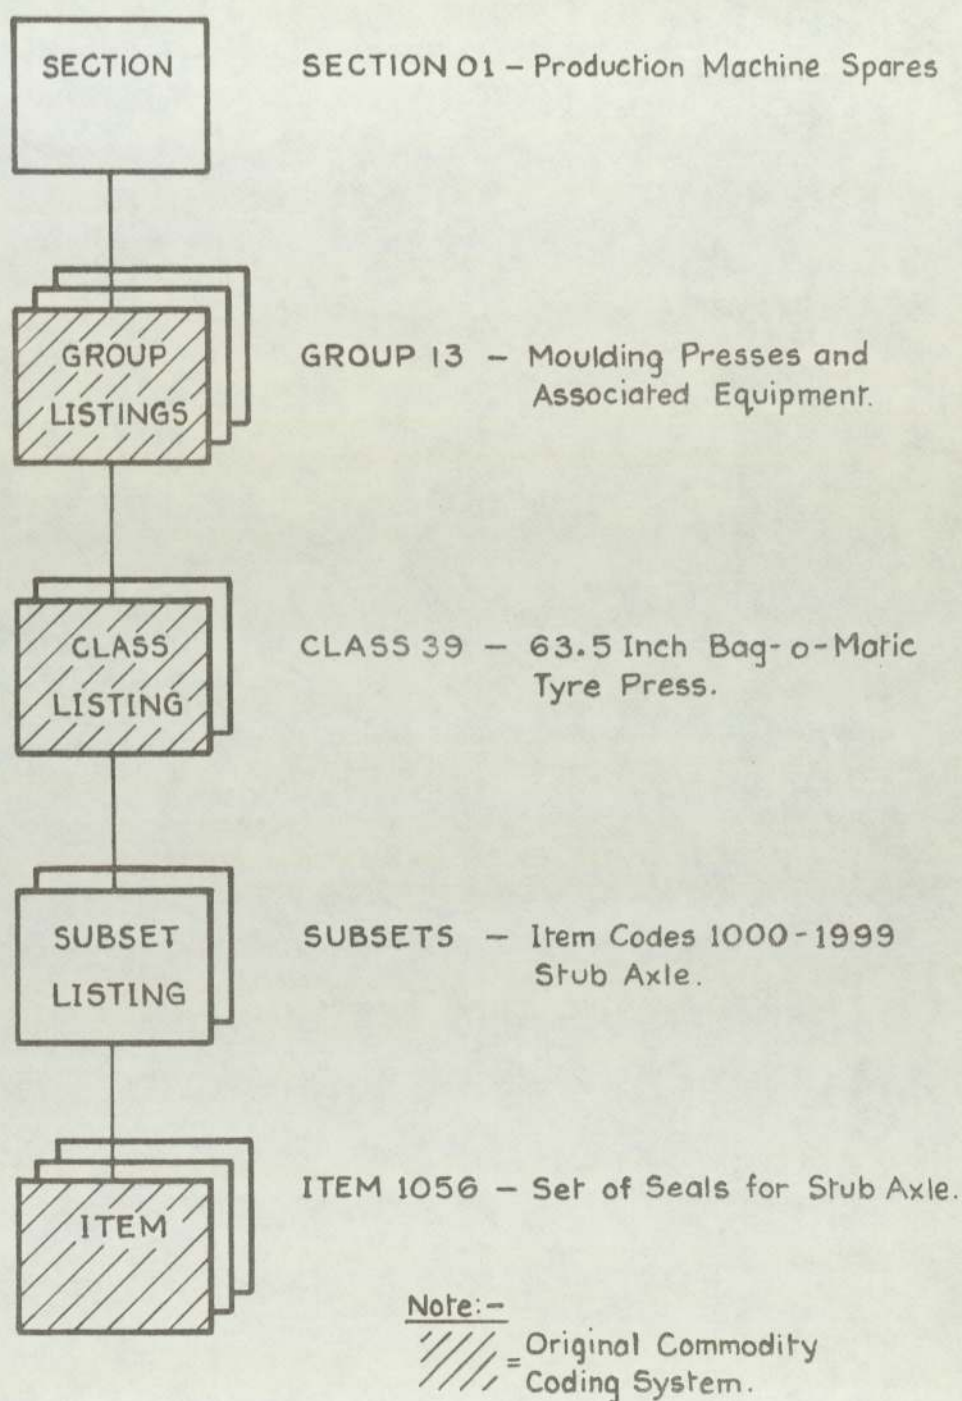 SECTION
SECTION 01 – Production Machine Spares
GROUP
LISTINGS
GROUP 13 – Moulding Presses and
Associated Equipment.
CLASS
LISTING
CLASS 39 – 63.5 Inch Bag-o-Matic
Tyre Press.
SUBSET
LISTING
SUBSETS – Item Codes 1000-1999
Stub Axle.
ITEM
ITEM 1056 – Set of Seals for Stub Axle.
Note:-
= Original Commodity
Coding System.